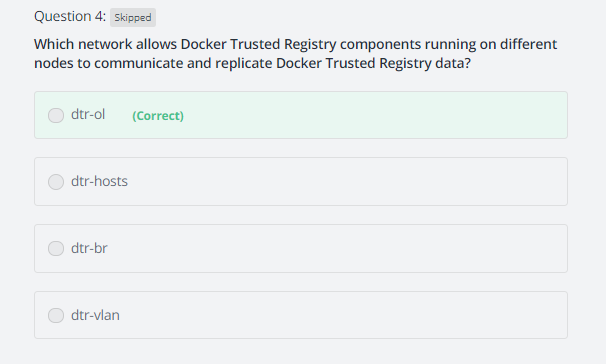 Question 4: Skipped
Which network allows Docker Trusted Registry components running on different
nodes to communicate and replicate Docker Trusted Registry data?
dtr-ol (Correct)
dtr-hosts
dtr-br
dtr-vlan